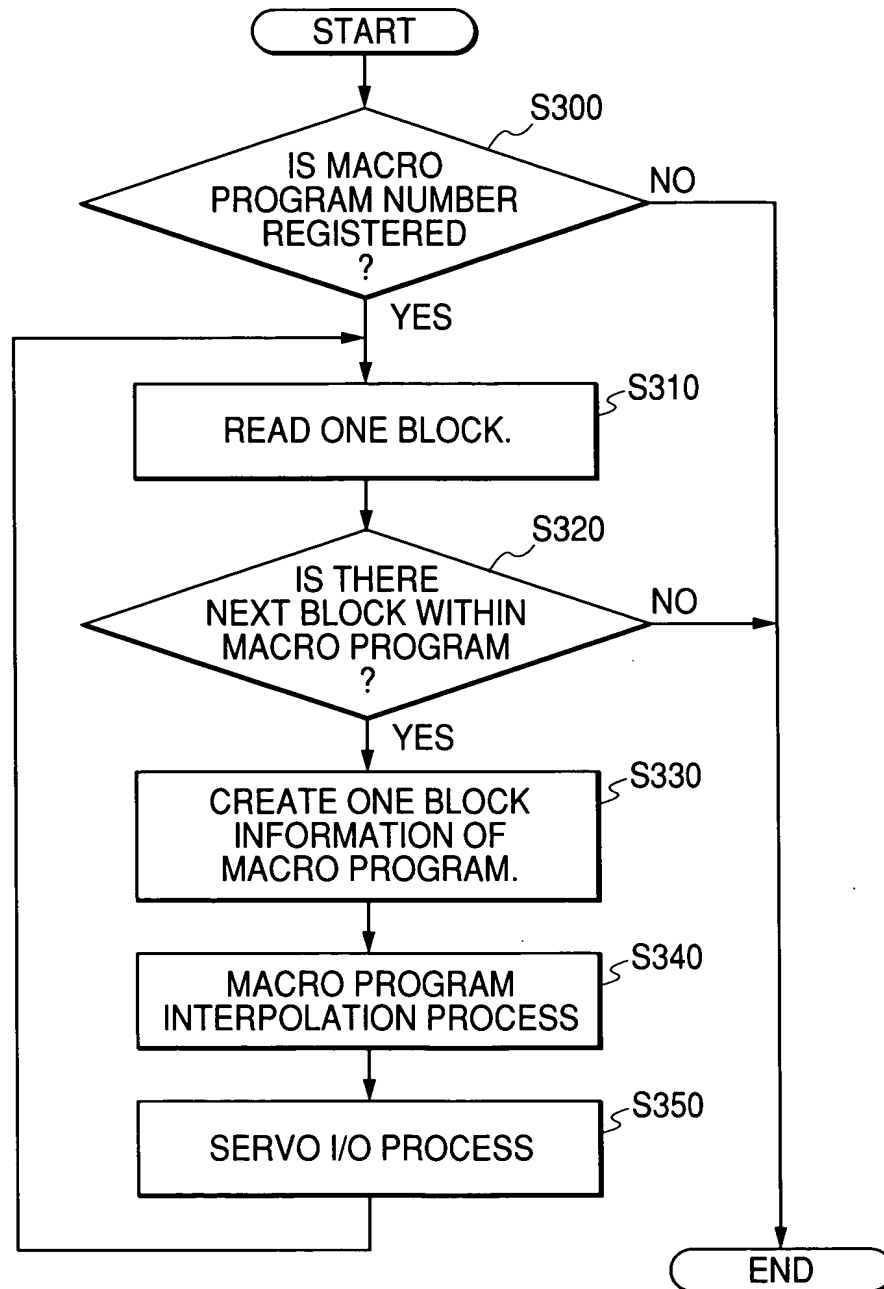 START
S300
IS MACRO
PROGRAM NUMBER
REGISTERED
?
NO
YES
S310
READ ONE BLOCK.
S320
IS THERE
NEXT BLOCK WITHIN
MACRO PROGRAM
?
NO
YES
S330
CREATE ONE BLOCK
INFORMATION OF
MACRO PROGRAM.
S340
MACRO PROGRAM
INTERPOLATION PROCESS
S350
SERVO I/O PROCESS
END